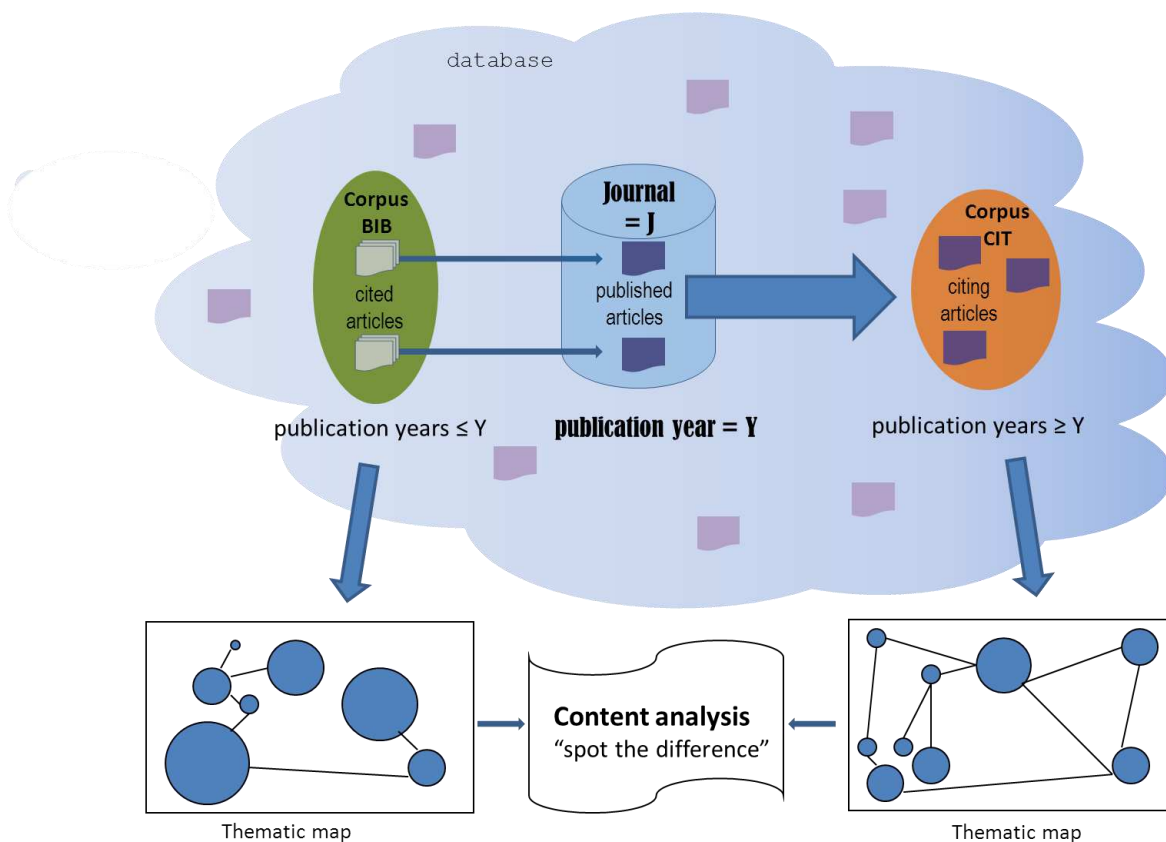 database
Corpus
BIB
cited
articles
publication years ≤ Y
Journal
= J
published
articles
publication year = Y
Corpus
CIT
citing
articles
publication years ≥ Y
Content analysis
“spot the difference”
Thematic map
Thematic map